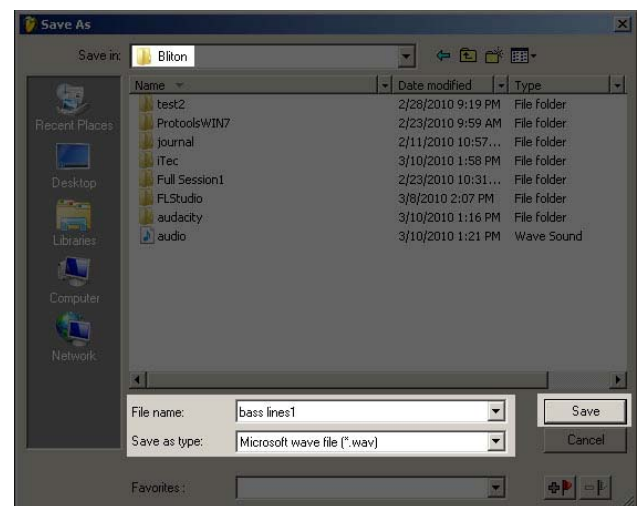 Save As
Save in: Bliton
Name Date modified Type
test2 2/28/2010 9:19 PM File folder
ProtoolsWIN7 2/23/2010 9:59 AM File folder
journal 2/11/2010 10:57... File folder
iTec 3/10/2010 1:58 PM File folder
Full Session1 2/23/2010 10:31... File folder
FLStudio 3/8/2010 2:07 PM File folder
audacity 3/10/2010 1:16 PM File folder
audio 3/10/2010 1:21 PM Wave Sound
Recent Places
Desktop
Libraries
Computer
Network
File name: bass lines1 Save
Save as type: Microsoft wave file (*.wav) Cancel
Favorites :